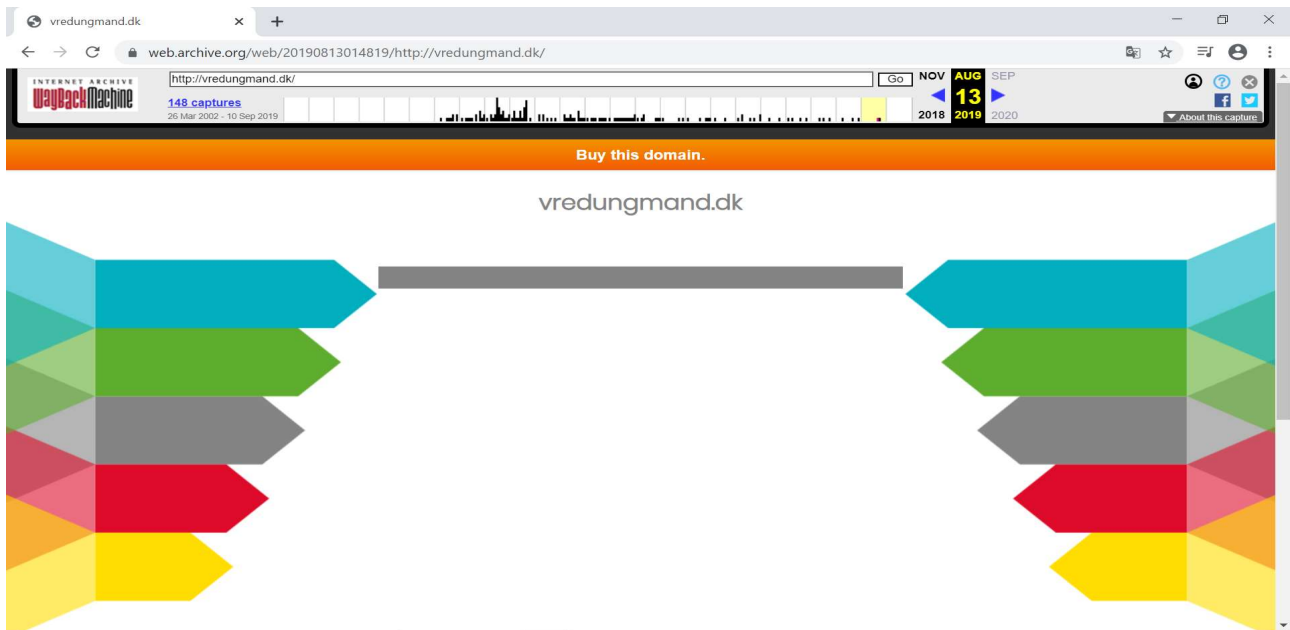 vredungmand.dk
web.archive.org/web/20190813014819/http://vredungmand.dk/
INTERNET ARCHIVE
WayBackMachine
http://vredungmand.dk/
Go
NOV AUG SEP
148 captures
13
26 Mar 2002 - 10 Sep 2019
2018 2019 2020
About this capture
Buy this domain.
vredungmand.dk